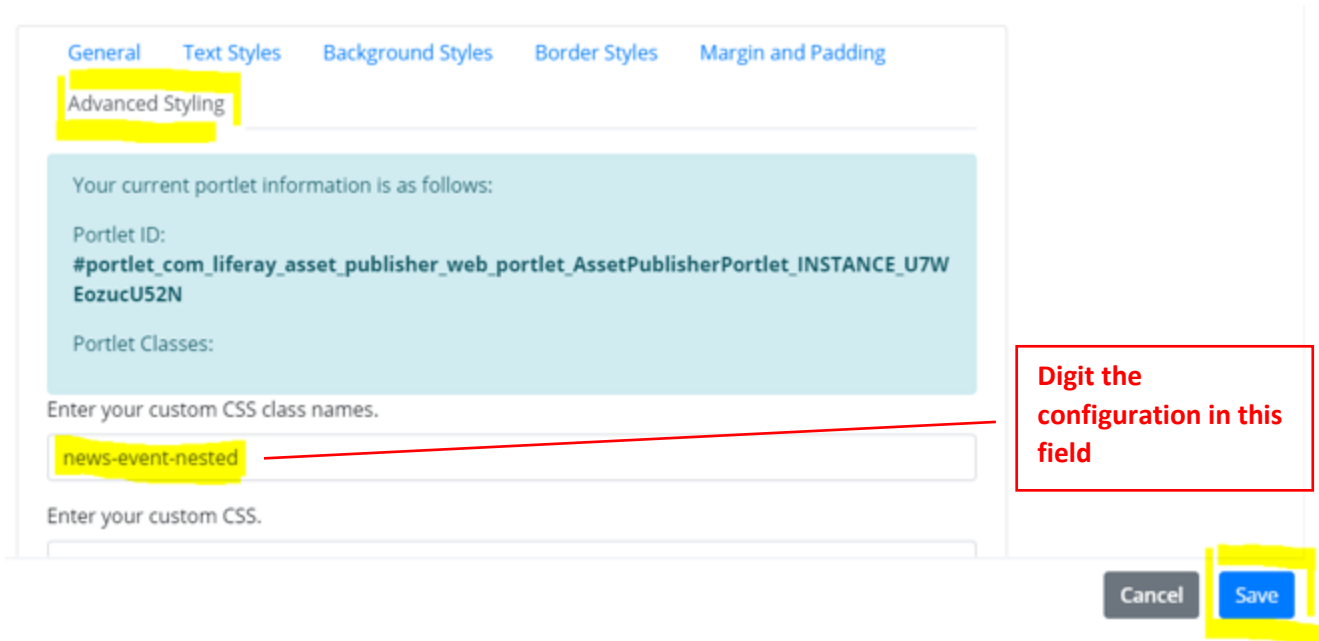 General Text Styles Background Styles Border Styles Margin and Padding
Advanced Styling
Your current portlet information is as follows:
Portlet ID:
#portlet_com_liferay_asset_publisher_web_portlet_AssetPublisherPortlet_INSTANCE_U7W
EozucU52N
Portlet Classes:
Enter your custom CSS class names.
news-event-nested
Enter your custom CSS.
Digit the
configuration in this
field
Cancel Save